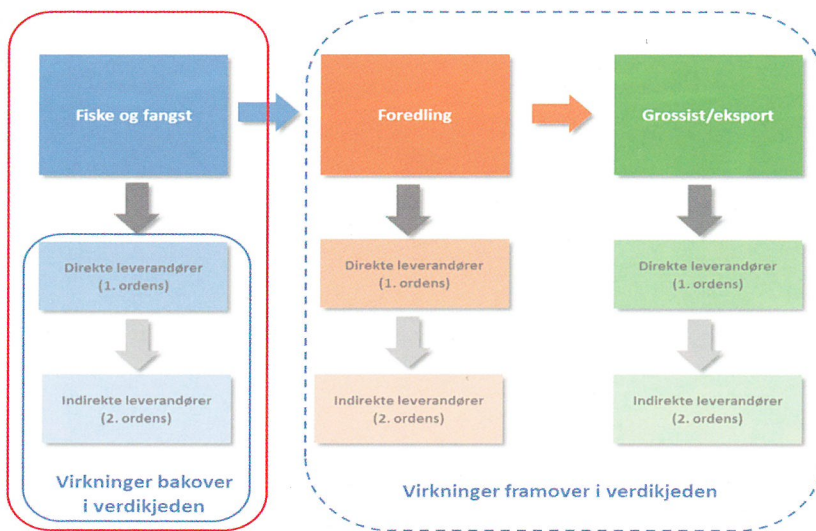 Fiske og fangst
Foredling
Grossist/eksport
Direkte leverandører
(1. ordens)
Direkte leverandører
(1. ordens)
Direkte leverandører
(1. ordens)
Indirekte leverandører
(2. ordens)
Indirekte leverandører
(2. ordens)
Indirekte leverandører
(2. ordens)
Virkninger bakover
i verdikjeden
Virkninger framover i verdikjeden